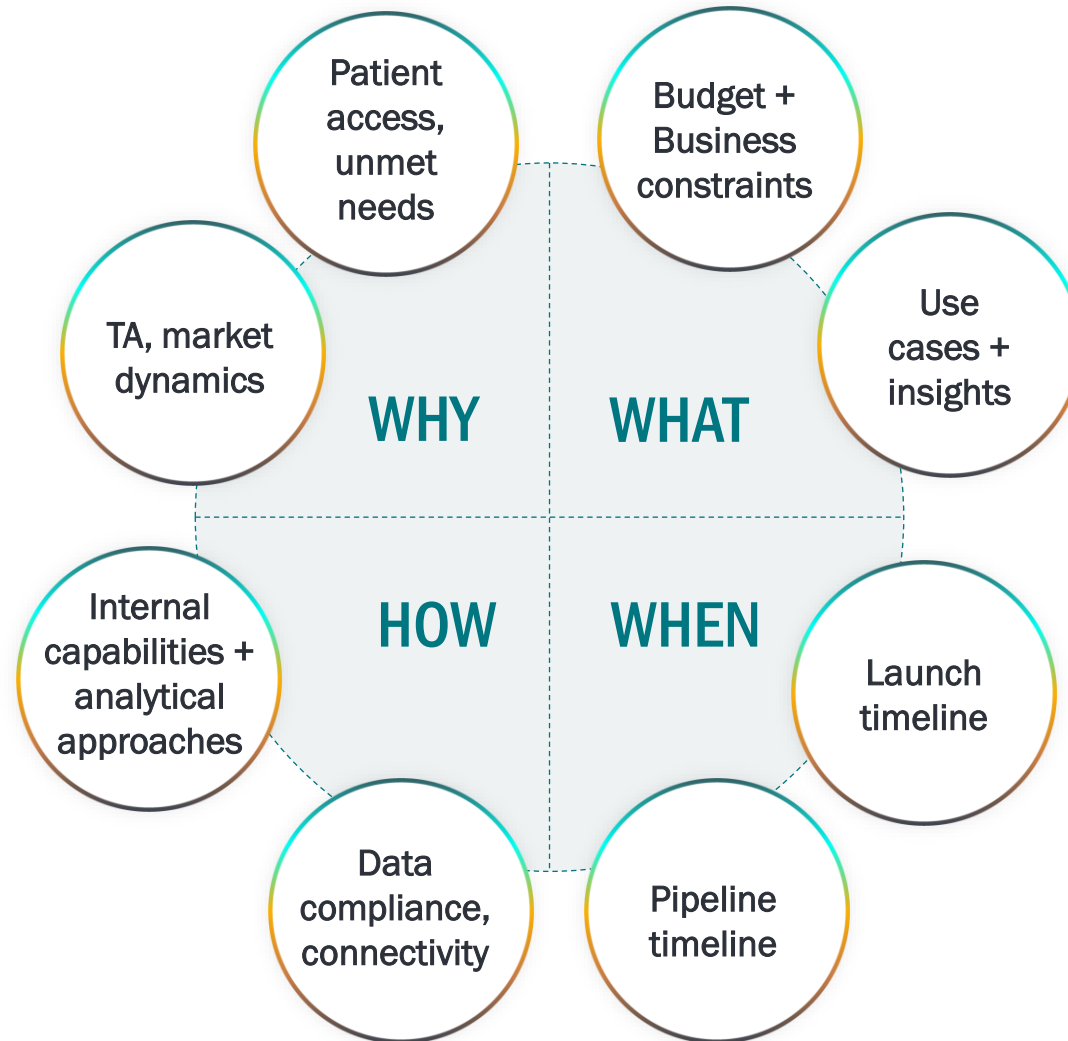 Patient
access,
unmet
needs
Budget +
Business
constraints
TA, market
dynamics
Use
cases +
insights
WHY
WHAT
HOW
WHEN
Internal
capabilities +
analytical
approaches
Launch
timeline
Data
compliance,
connectivity
Pipeline
timeline